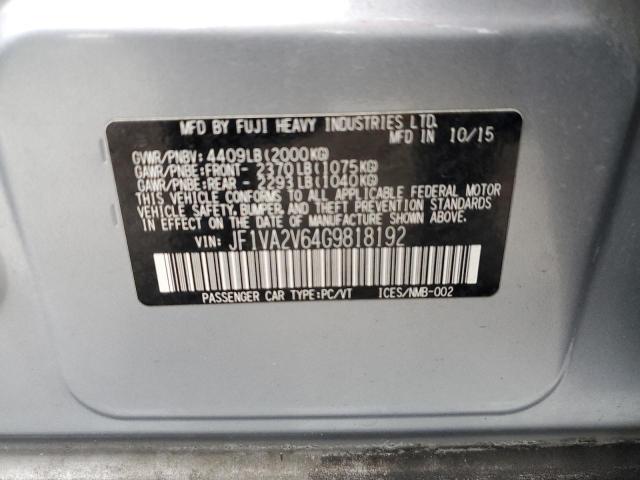 MFD BY FUJI HEAVY INDUSTRIES LTD.
MFD IN 10/15
GVWR/PNBV: 4409LB(2000KG)
GAWR/PNBE:FRONT- 2370LB(1075KG)
GAWR/PNBE:REAR - 2293LB(1040KG)
THIS VEHICLE CONFORMS TO ALL APPLICABLE FEDERAL MOTOR
VEHICLE SAFETY,BUMPER,AND THEFT PREVENTION STANDARDS
IN EFFECT ON THE DATE OF MANUFACTURE SHOWN ABOVE.
VIN: JF1VA2V64G9818192
PASSENGER CAR TYPE:PC/VT ICES/NMB-002